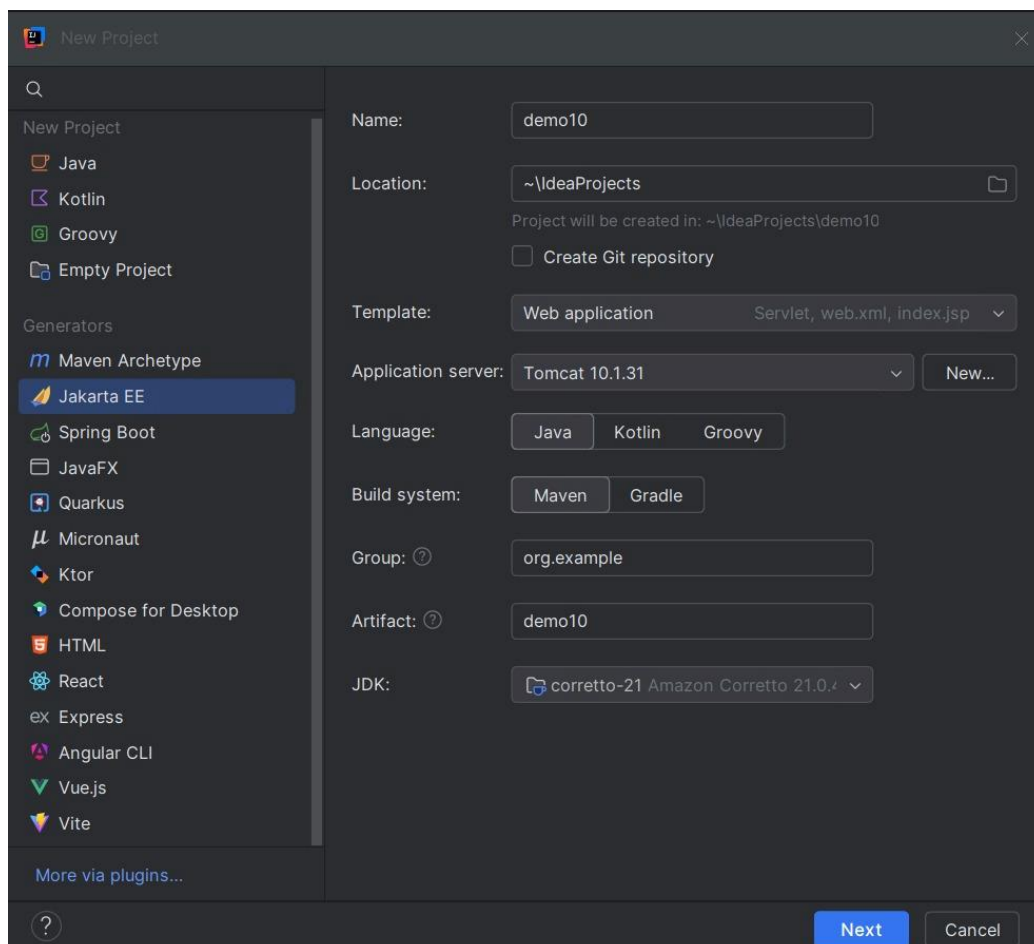 New Project
New Project
Java
Kotlin
Groovy
Empty Project
Generators
Maven Archetype
Jakarta EE
Spring Boot
JavaFX
Quarkus
Micronaut
Ktor
Compose for Desktop
HTML
React
Express
Angular CLI
Vue.js
Vite
More via plugins...
Name: demo10
Location: ~\IdeaProjects
Project will be created in: ~\IdeaProjects\demo10
Create Git repository
Template: Web application Servlet, web.xml, index.jsp
Application server: Tomcat 10.1.31 New...
Language: Java Kotlin Groovy
Build system: Maven Gradle
Group: org.example
Artifact: demo10
JDK: corretto-21 Amazon Corretto 21.0.
Next Cancel